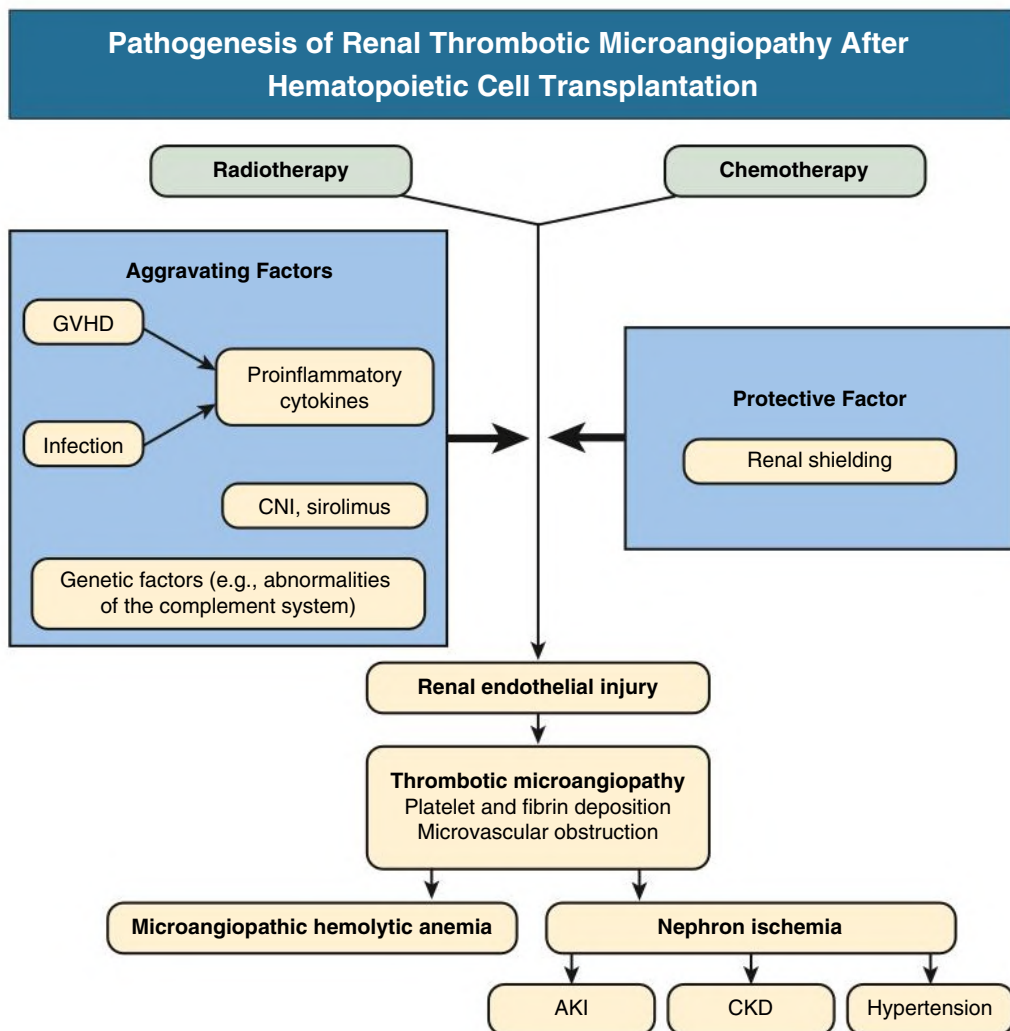 Pathogenesis of Renal Thrombotic Microangiopathy After
Hematopoietic Cell Transplantation
Radiotherapy
Chemotherapy
Aggravating Factors
GVHD
Proinflammatory
cytokines
Infection
CNI, sirolimus
Genetic factors (e.g., abnormalities
of the complement system)
Protective Factor
Renal shielding
Renal endothelial injury
Thrombotic microangiopathy
Platelet and fibrin deposition
Microvascular obstruction
Microangiopathic hemolytic anemia
Nephron ischemia
AKI
CKD
Hypertension